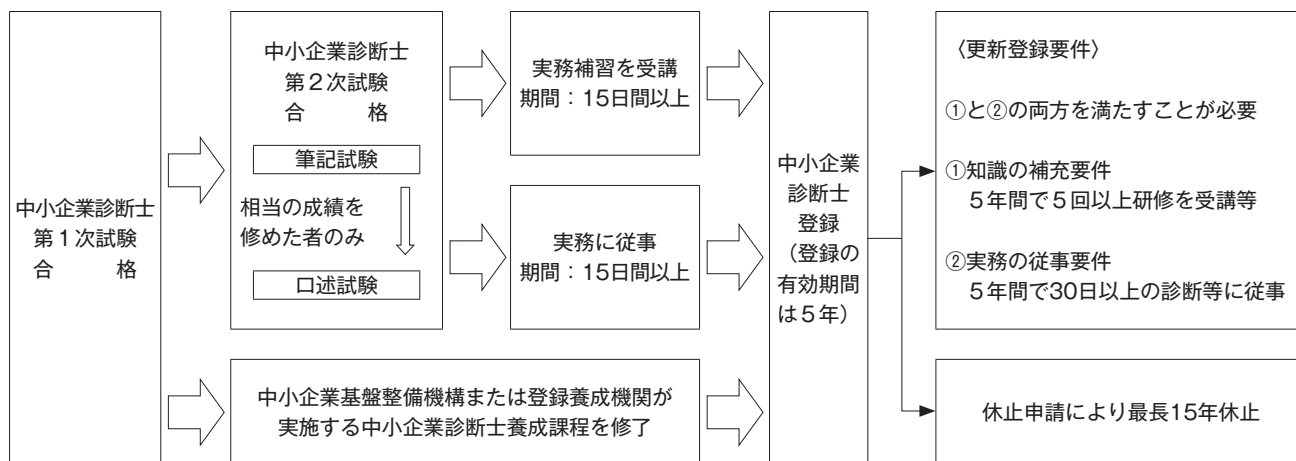 中小企業診断士
第１次試験
合　　　格
中小企業診断士
第２次試験
合　　　格
筆記試験
相当の成績を
修めた者のみ
口述試験
実務補習を受講
期間：15日間以上
実務に従事
期間：15日間以上
中小企業基盤整備機構または登録養成機関が
実施する中小企業診断士養成課程を修了
中小企業
診断士
登録
（登録の
有効期間
は５年）
〈更新登録要件〉
①と②の両方を満たすことが必要
①知識の補充要件
５年間で５回以上研修を受講等
②実務の従事要件
５年間で30日以上の診断等に従事
休止申請により最長15年休止